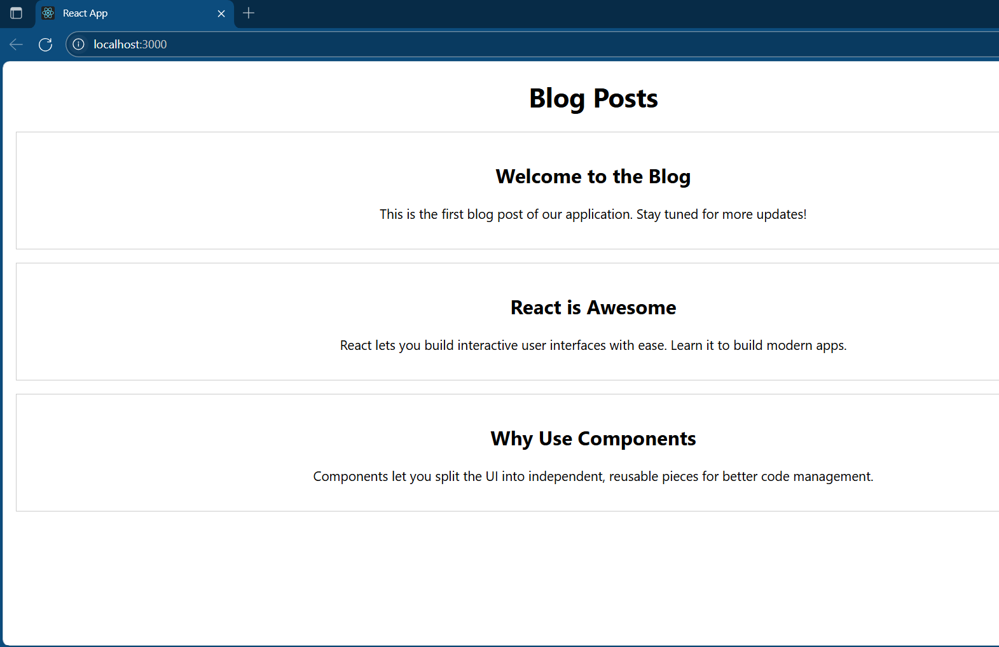 React App
localhost:3000
Blog Posts
Welcome to the Blog
This is the first blog post of our application. Stay tuned for more updates!
React is Awesome
React lets you build interactive user interfaces with ease. Learn it to build modern apps.
Why Use Components
Components let you split the UI into independent, reusable pieces for better code management.